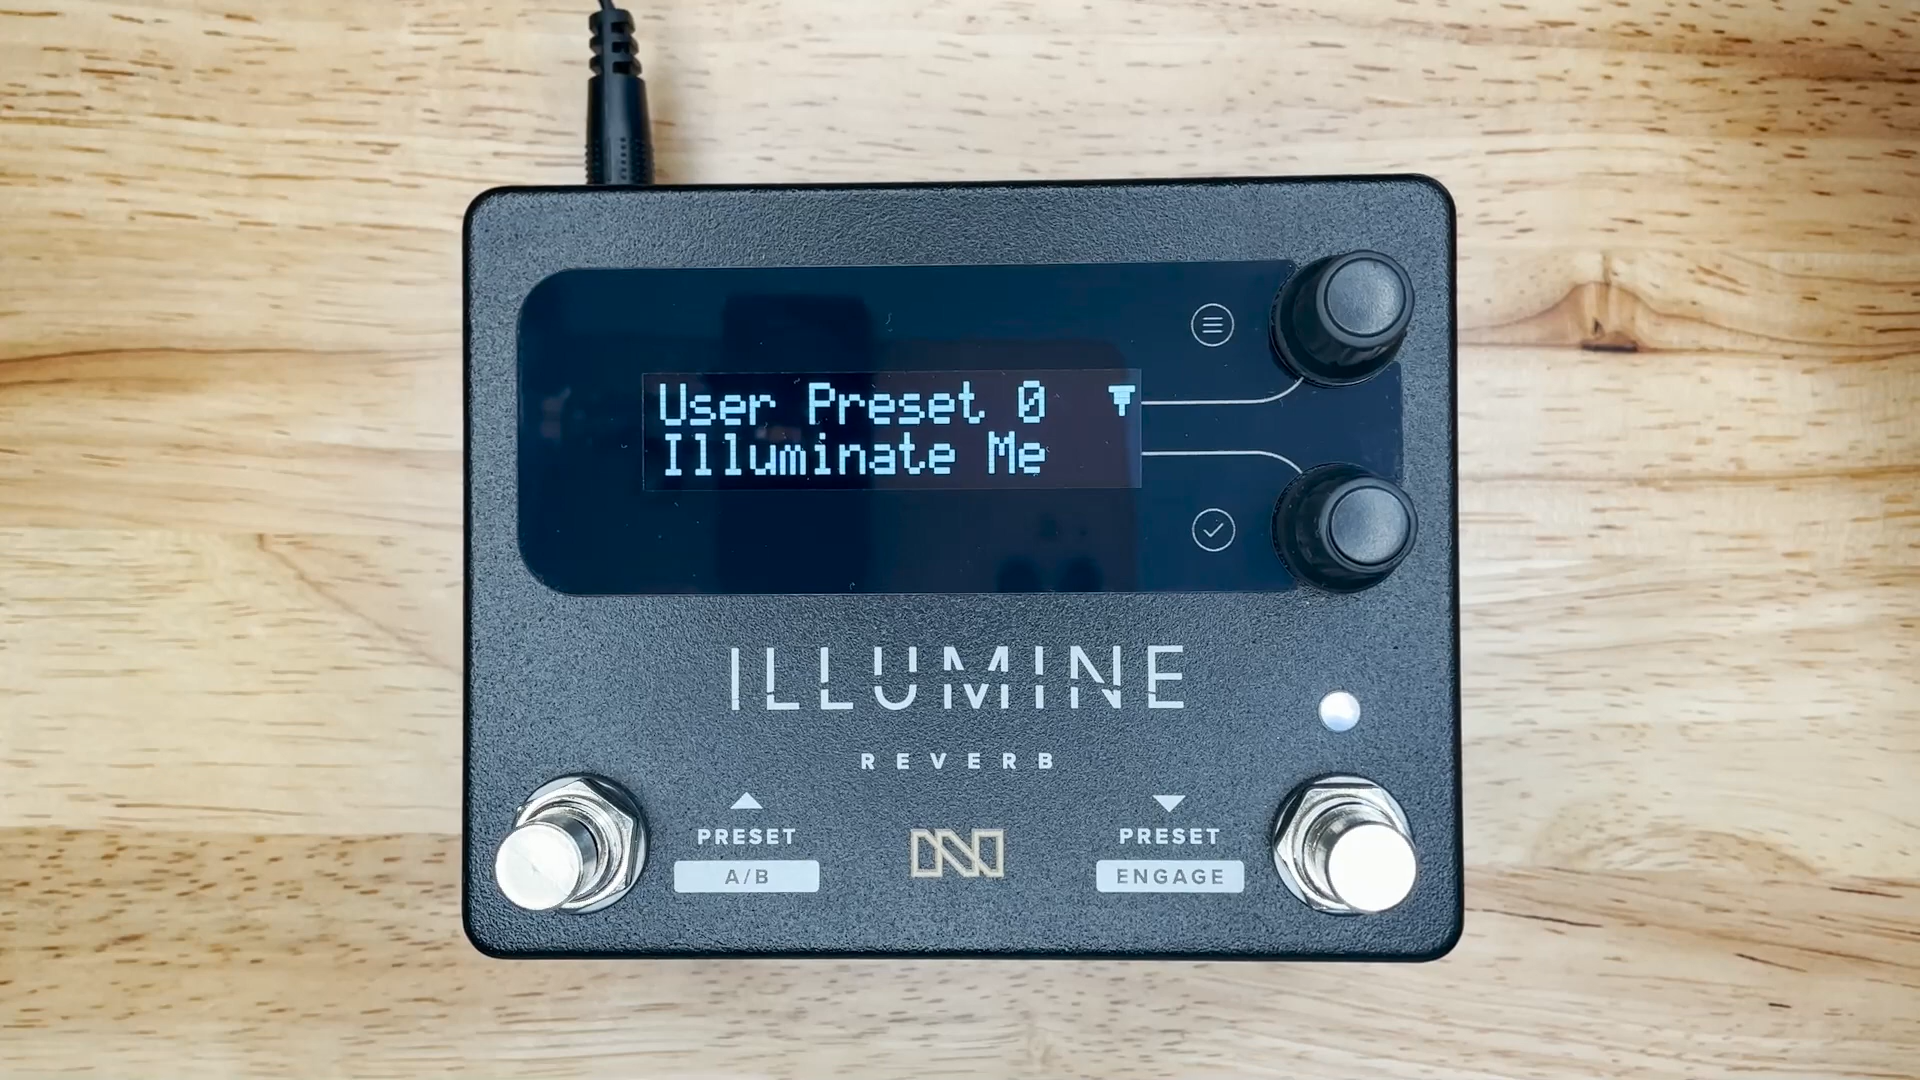 User Preset 0
Illuminate Me
ILLUMINE
REVERB
PRESET
A/B
PRESET
ENGAGE